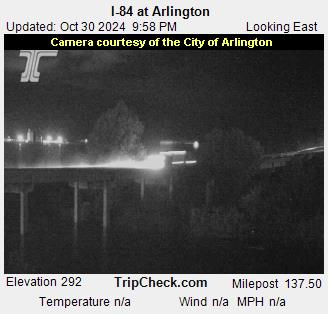 I-84 at Arlington
Updated: Oct 30 2024 9:58 PM Looking East
Camera courtesy of the City of Arlington
Elevation 292 TripCheck.com Milepost 137.50
Temperature n/a Wind n/a MPH n/a